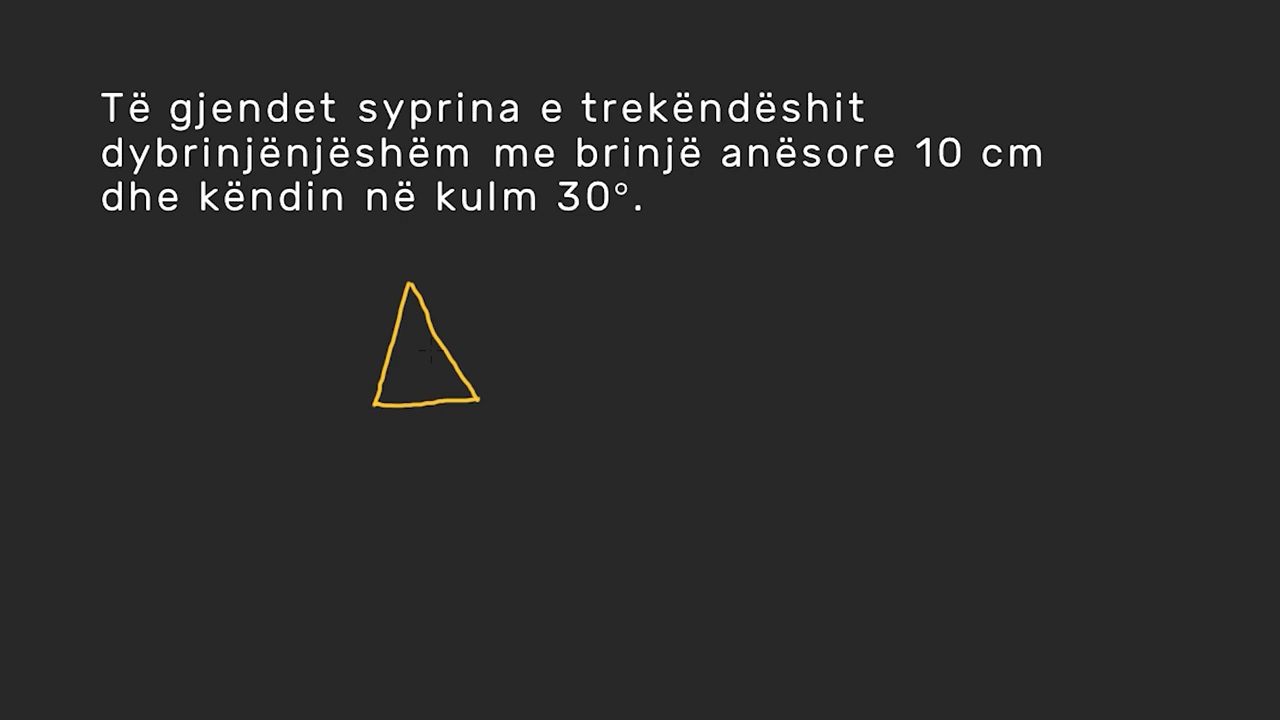 Të gjendet syprina e trekëndëshit
dybrinjënjëshëm me brinjë anësore 10 cm
dhe këndin në kulm 30°.